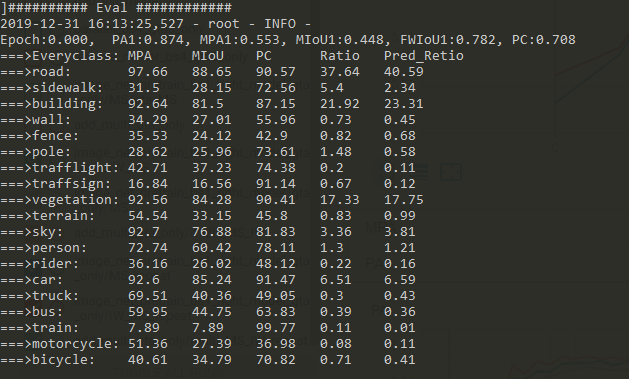 ]########## Eval ############
2019-12-31 16:13:25,527 - root - INFO -
Epoch:0.000, PA1:0.874, MPA1:0.553, MIoU1:0.448, FWIoU1:0.782, PC:0.708
===>Everyclass: MPA MIoU PC Ratio Pred_Retio
===>road: 97.66 88.65 90.57 37.64 40.59
===>sidewalk: 31.5 28.15 72.56 5.4 2.34
===>building: 92.64 81.5 87.15 21.92 23.31
===>wall: 34.29 27.01 55.96 0.73 0.45
===>fence: 35.53 24.12 42.9 0.82 0.68
===>pole: 28.62 25.96 73.61 1.48 0.58
===>trafflight: 42.71 37.23 74.38 0.2 0.11
===>traffsign: 16.84 16.56 91.14 0.67 0.12
===>vegetation: 92.56 84.28 90.41 17.33 17.75
===>terrain: 54.54 33.15 45.8 0.83 0.99
===>sky: 92.7 76.88 81.83 3.36 3.81
===>person: 72.74 60.42 78.11 1.3 1.21
===>rider: 36.16 26.02 48.12 0.22 0.16
===>car: 92.6 85.24 91.47 6.51 6.59
===>truck: 69.51 40.36 49.05 0.3 0.43
===>bus: 59.95 44.75 63.83 0.39 0.36
===>train: 7.89 7.89 99.77 0.11 0.01
===>motorcycle: 51.36 27.39 36.98 0.08 0.11
===>bicycle: 40.61 34.79 70.82 0.71 0.41